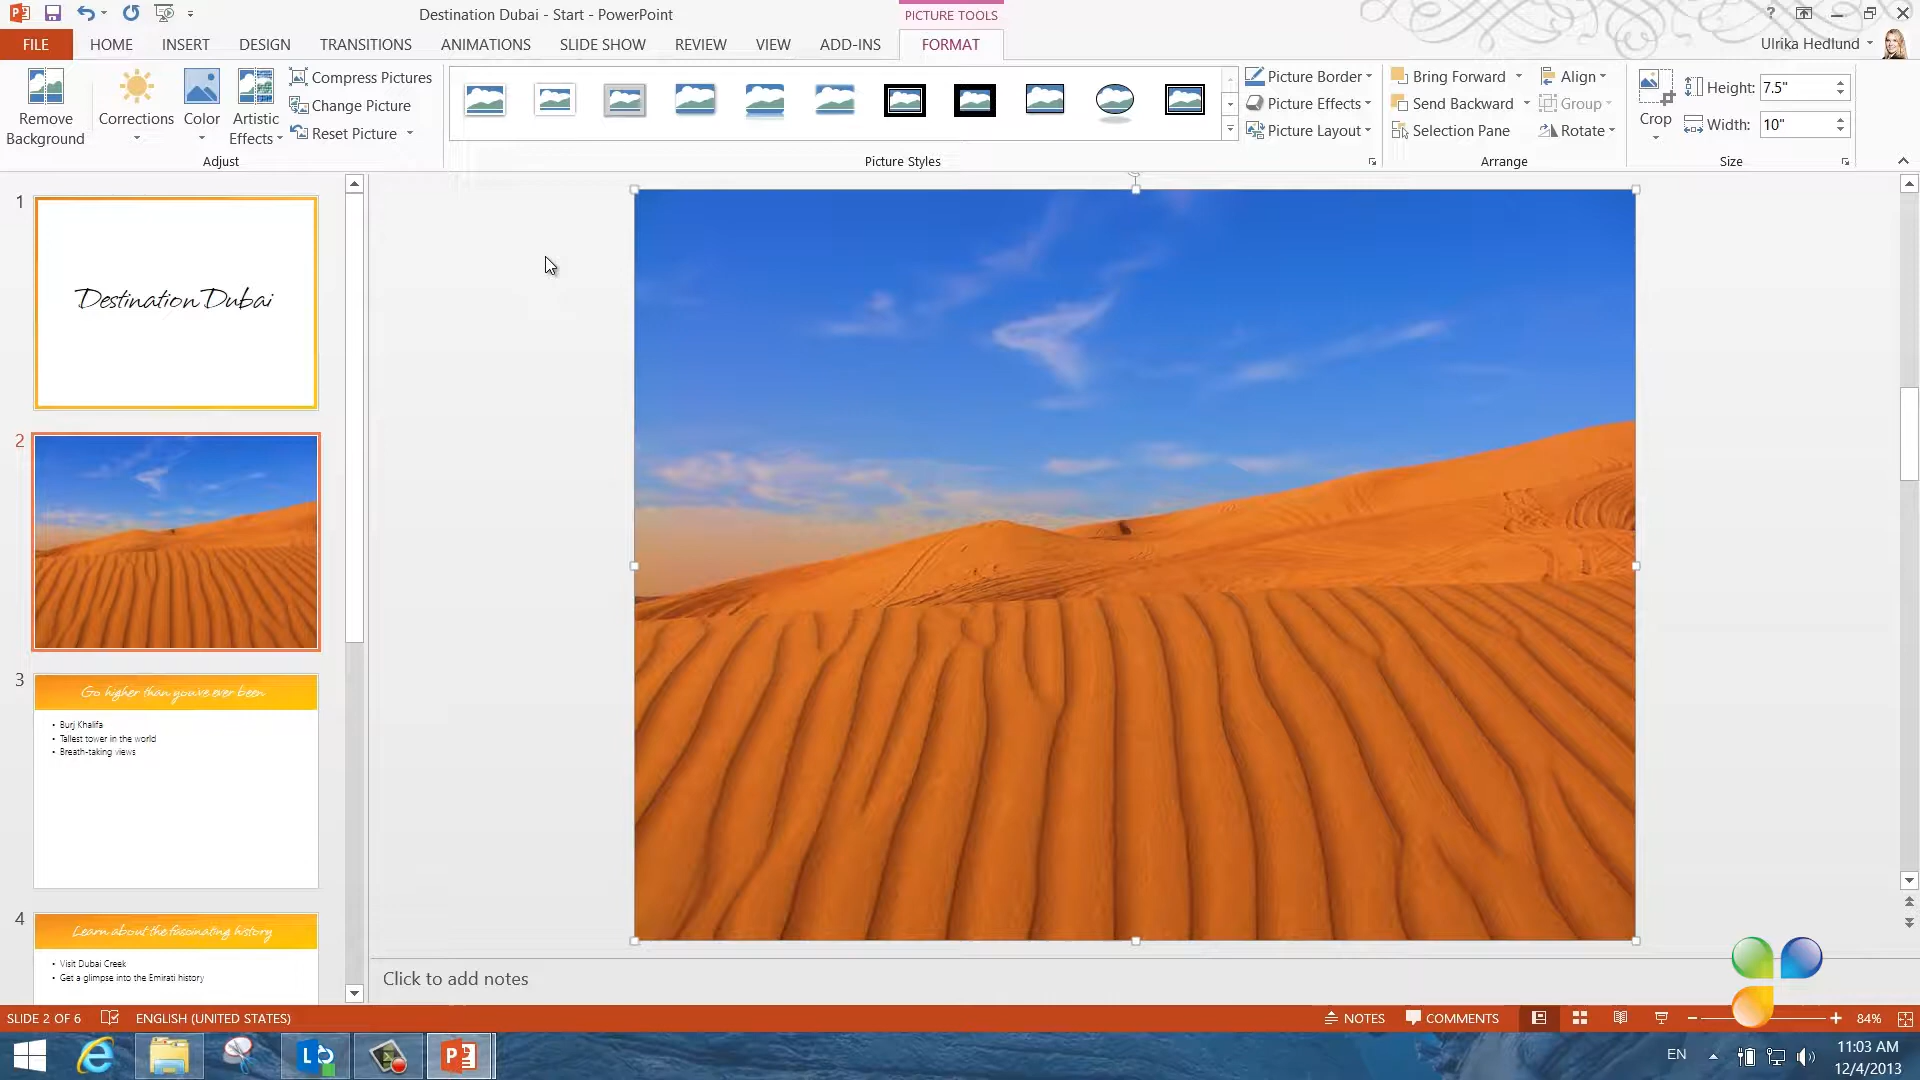 Destination Dubai - Start - PowerPoint
PICTURE TOOLS
?
FILE
HOME
INSERT
DESIGN
TRANSITIONS
ANIMATIONS
SLIDE SHOW
REVIEW
VIEW
ADD-INS
FORMAT
Ulrika Hedlund
Remove
Background
Corrections
Color
Artistic
Effects
Compress Pictures
Change Picture
Reset Picture
Adjust
Picture Styles
Picture Border
Picture Effects
Picture Layout
Bring Forward
Send Backward
Selection Pane
Align
Group
Rotate
Arrange
Crop
Height: 7.5"
Width: 10"
Size
1
Destination Dubai
2
3
Go higher than you've ever been
• Burj Khalifa
• Tallest tower in the world
• Breath-taking views
4
Learn about the fascinating history
• Visit Dubai Creek
• Get a glimpse into the Emirati history
Click to add notes
SLIDE 2 OF 6
ENGLISH (UNITED STATES)
NOTES
COMMENTS
84%
EN
11:03 AM
12/4/2013